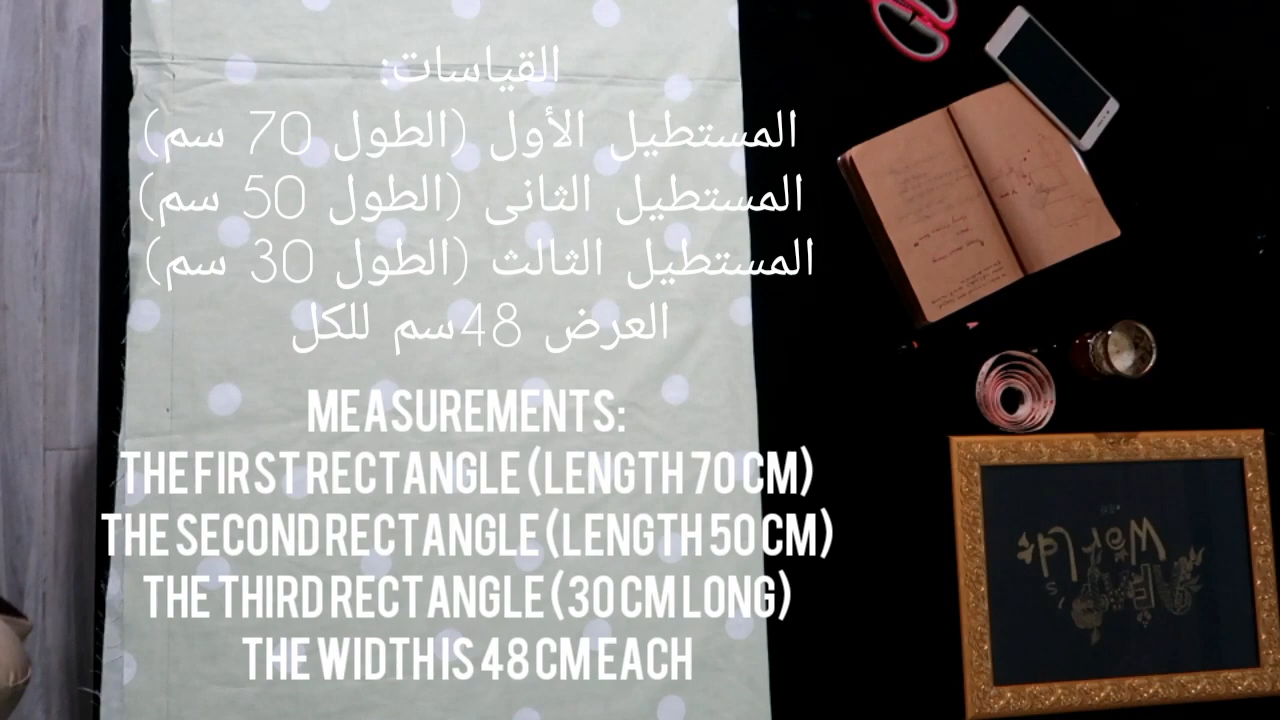 القياسات:
المستطيل الأول (الطول 70 سم)
المستطيل الثانى (الطول 50 سم)
المستطيل الثالث (الطول 30 سم)
العرض 48سم للكل
MEASUREMENTS:
THE FIRST RECTANGLE (LENGTH 70 CM)
THE SECOND RECTANGLE (LENGTH 50 CM)
THE THIRD RECTANGLE (30 CM LONG)
THE WIDTH IS 48 CM EACH
World